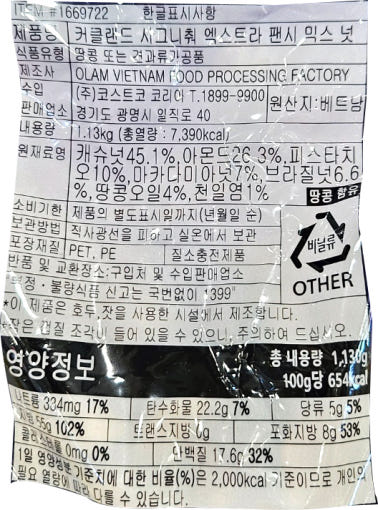 ITEM #1669722 한글표시사항
제품명 커클랜드 시그니춰 엑스트라 팬시 믹스 넛
식품유형 땅콩 또는 견과류가공품
제조사 OLAM VIETNAM FOOD PROCESSING FACTORY
수입 (주)코스트코 코리아 T.1899-9900
판매업소 경기도 광명시 일직로 40
원산지:베트남
내용량 1.13kg (총열량 : 7,390kcal)
원재료명 캐슈넛45.1%,아몬드26.3%,피스타치
오10%,마카다미아넛7%,브라질넛6.6
%,땅콩오일4%,천일염1%
땅콩 함유
소비기한 제품의 별도표시일까지(년월일 순)
보관방법 직사광선을 피하고 실온에서 보관
포장재질 PET, PE 질소충전제품
반품 및 교환장소:구입처 및 수입판매업소
부정・불량식품 신고는 국번없이 "399"
비닐류
OTHER
*이 제품은 호두,잣을 사용한 시설에서 제조합니다.
*작은 껍질 조각이 들어 있을 수 있으니, 주의하여 드십시오.
영양정보
총 내용량 1,130g
100g당 654kcal
나트륨 334mg 17% 탄수화물 22.2g 7% 당류 5g 5%
지방 55g 102% 트랜스지방 0g 포화지방 8g 53%
콜레스테롤 0mg 0% 단백질 17.6g 32%
1일 영양성분 기준치에 대한 비율(%)은 2,000kcal 기준이므로 개인의
필요 열량에 따라 다를 수 있습니다.